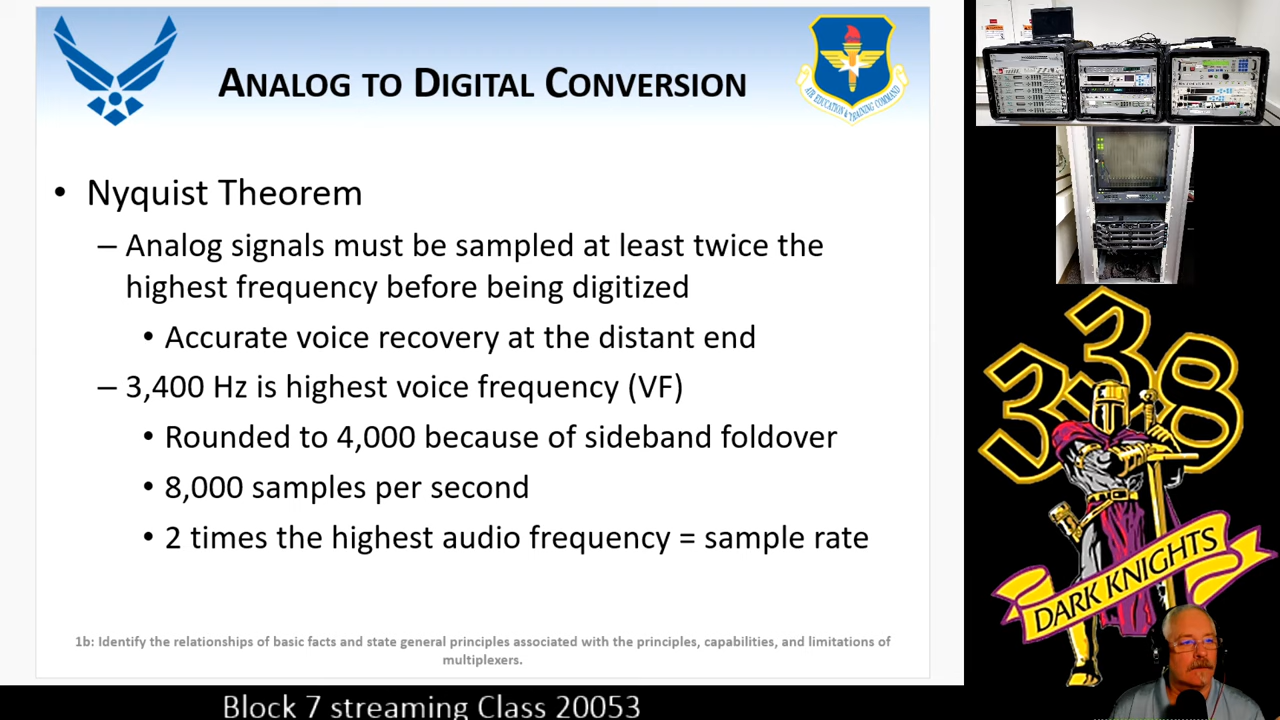 ANALOG TO DIGITAL CONVERSION
AIR EDUCATION & TRAINING COMMAND
• Nyquist Theorem
– Analog signals must be sampled at least twice the
highest frequency before being digitized
• Accurate voice recovery at the distant end
– 3,400 Hz is highest voice frequency (VF)
• Rounded to 4,000 because of sideband foldover
• 8,000 samples per second
• 2 times the highest audio frequency = sample rate
1b: Identify the relationships of basic facts and state general principles associated with the principles, capabilities, and limitations of
multiplexers.
338
DARK KNIGHTS
Block 7 streaming Class 20053